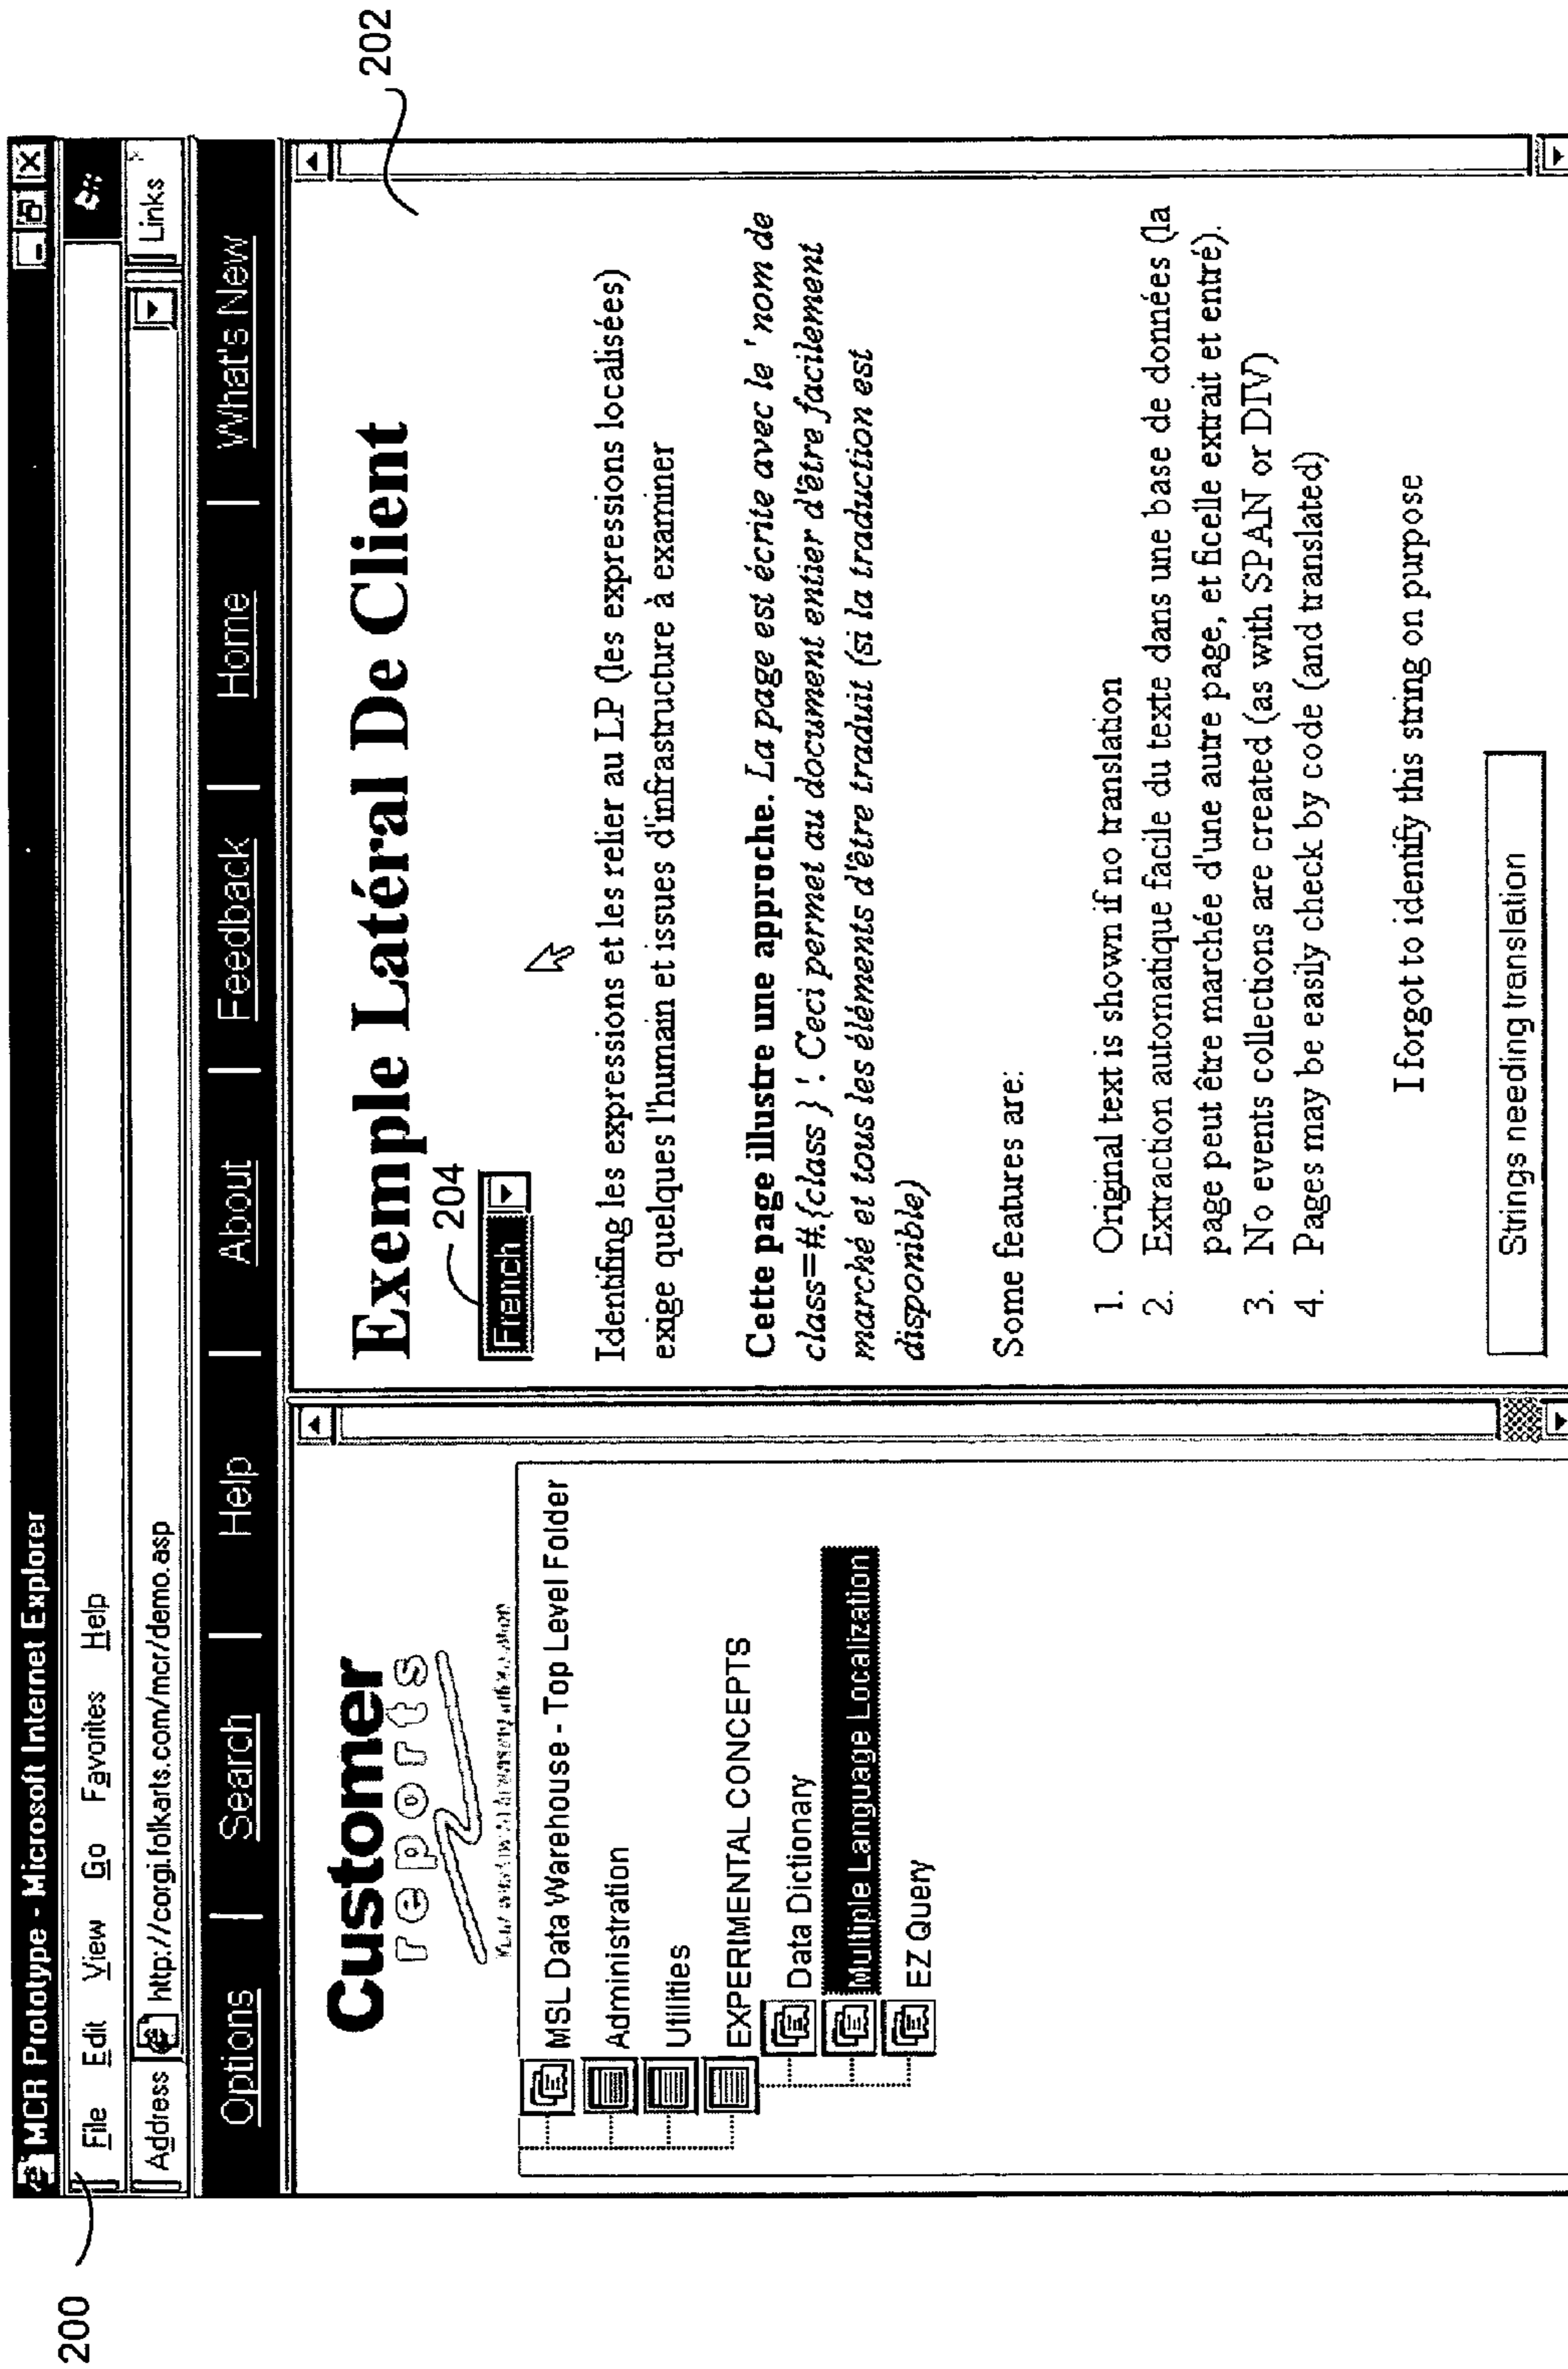 200
MCR Prototype - Microsoft Internet Explorer
File Edit View Go Favorites Help
Address http://corgi.folkarts.com/mcr/demo.asp Links
Options | Search | Help | About | Feedback | Home | What's New
Customer
reports
MSL Data Warehouse - Top Level Folder
Administration
Utilities
EXPERIMENTAL CONCEPTS
Data Dictionary
Multiple Language Localization
EZ Query
202
Exemple Latéral De Client
204
French
Identifing les expressions et les relier au LP (les expressions localisées)
exige quelques l'humain et issues d'infrastructure à examiner
Cette page illustre une approche. La page est écrite avec le ' nom de
class=#.{class } '. Ceci permet au document entier d'être facilement
marché et tous les éléments d'être traduit (si la traduction est
disponible)
Some features are:
1. Original text is shown if no translation
2. Extraction automatique facile du texte dans une base de données (la
page peut être marchée d'une autre page, et ficelle extrait et entré).
3. No events collections are created (as with SPAN or DIV)
4. Pages may be easily check by code (and translated)
I forgot to identify this string on purpose
Strings needing translation